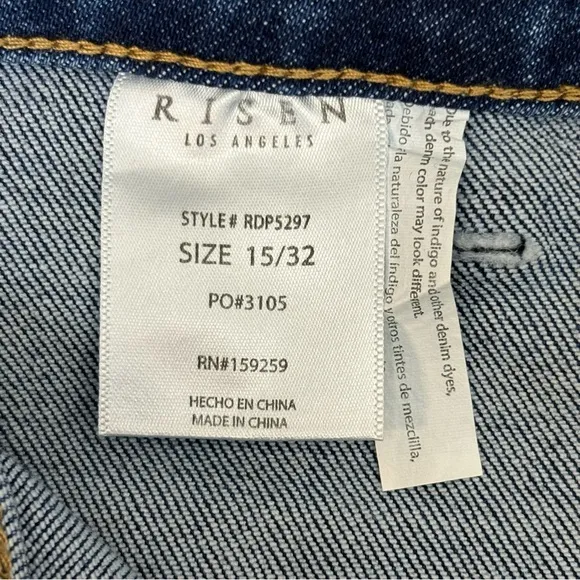 RISEN
LOS ANGELES
STYLE# RDP5297
SIZE 15/32
PO#3105
RN#159259
HECHO EN CHINA
MADE IN CHINA
to the nature of indigo and other denim dyes,
denim color may look different.
la naturaleza del indigo y otros tintes de mezclilla,